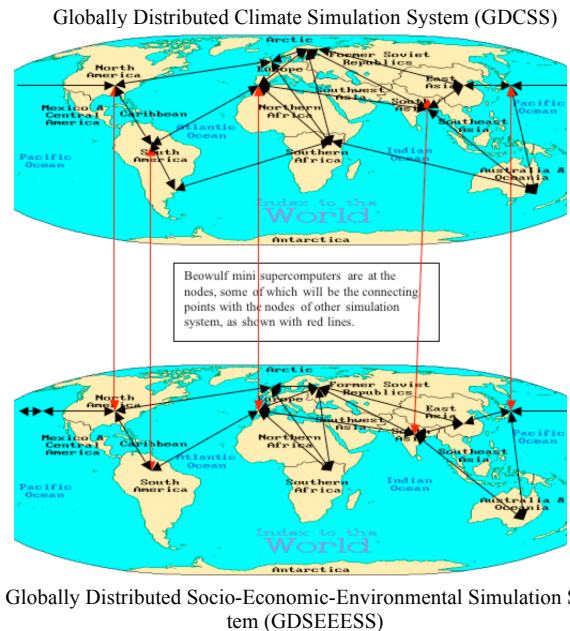 Globally Distributed Climate Simulation System (GDCSS)
Arctic
Former Soviet
Republics
North
America
Europe
East
Asia
Southwest
Asia
South
Mexico &
Central
America
Caribbean
Atlantic
Ocean
Northern
Africa
Southeast
Asia
Pacific
Ocean
Pacific
Ocean
South
America
Southern
Africa
Indian
Ocean
Australia &
Oceania
Index to the
World
Antarctica
Beowulf mini supercomputers are at the
nodes, some of which will be the connecting
points with the nodes of other simulation
system, as shown with red lines.
Arctic
Former Soviet
Republics
North
America
Europe
East
Asia
Southwest
Asia
Mexico &
Central
America
Caribbean
Atlantic
Ocean
Northern
Africa
Southeast
Asia
Pacific
Ocean
Pacific
Ocean
South
America
Southern
Africa
Indian
Ocean
Australia &
Oceania
Index to the
World
Antarctica
Globally Distributed Socio-Economic-Environmental Simulation S
tem (GDSEEESS)